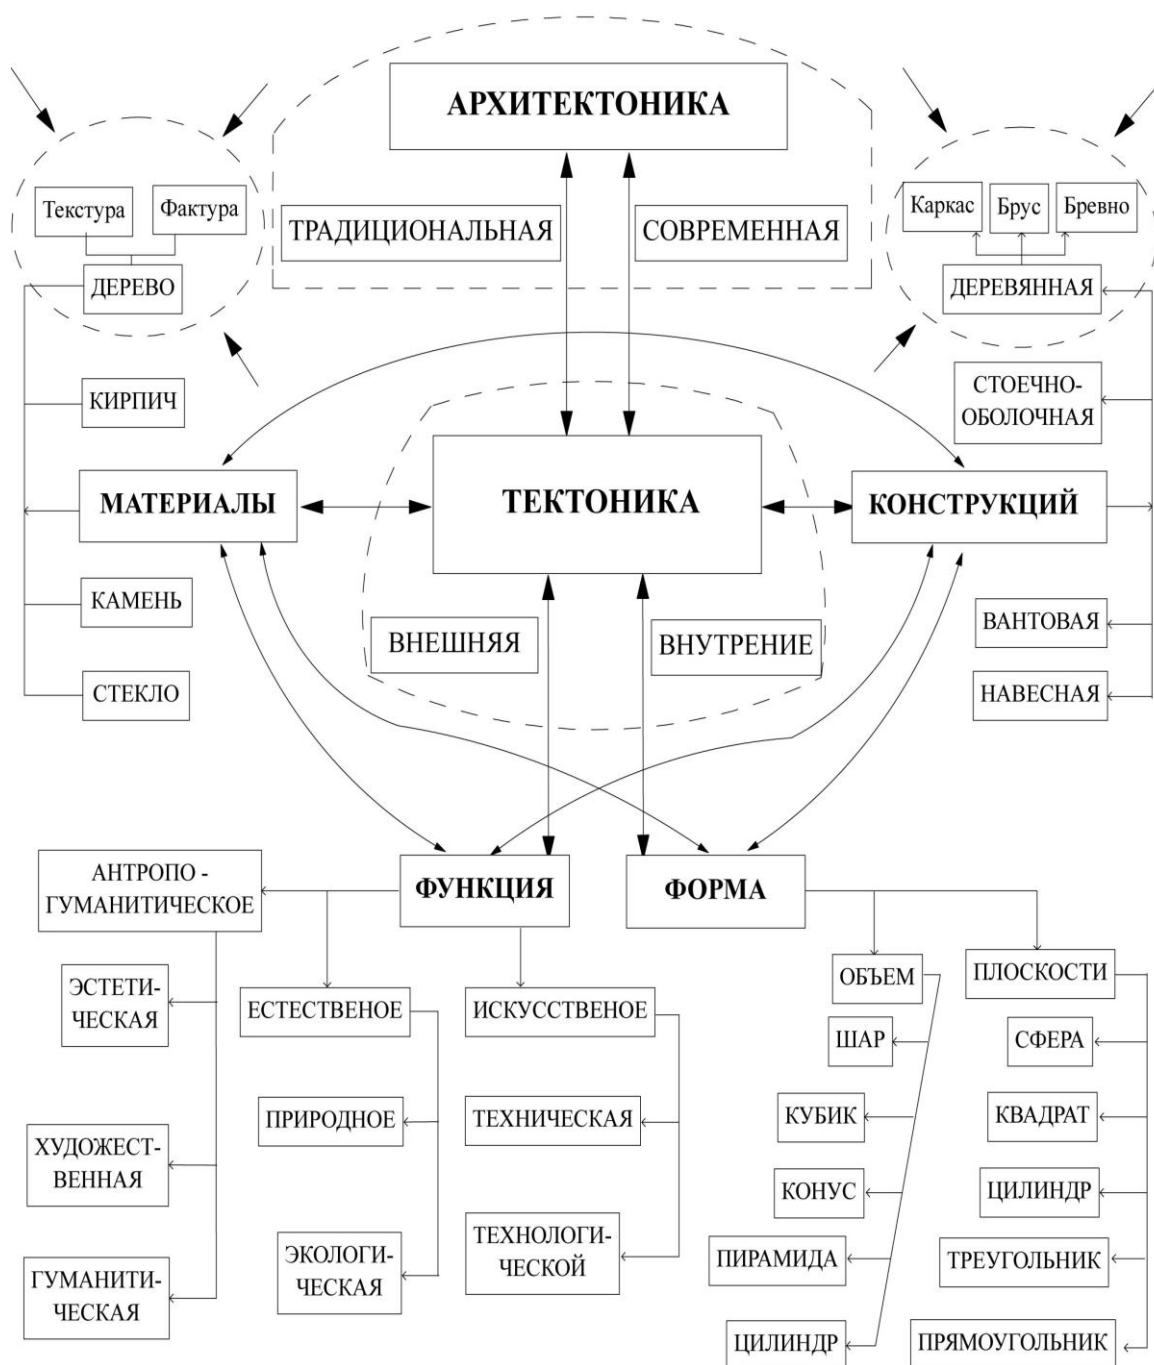 АРХИТЕКТОНИКА
Текстура
Фактура
Каркас
Брус
Бревно
ТРАДИЦИОНАЛЬНАЯ
СОВРЕМЕННАЯ
ДЕРЕВО
ДЕРЕВЯННАЯ
КИРПИЧ
СТОЕЧНО-
ОБОЛОЧНАЯ
МАТЕРИАЛЫ
ТЕКТОНИКА
КОНСТРУКЦИЙ
КАМЕНЬ
ВНЕШНЯЯ
ВНУТРЕНИЕ
ВАНТОВАЯ
СТЕКЛО
НАВЕСНАЯ
АНТРОПО -
ГУМАНИТИЧЕСКОЕ
ФУНКЦИЯ
ФОРМА
ЭСТЕТИ-
ЧЕСКАЯ
ЕСТЕСТВЕНОЕ
ИСКУССТВЕНОЕ
ОБЪЕМ
ПЛОСКОСТИ
ШАР
СФЕРА
ПРИРОДНОЕ
ТЕХНИЧЕСКАЯ
КУБИК
КВАДРАТ
ХУДОЖЕСТ-
ВЕННАЯ
КОНУС
ЦИЛИНДР
ЭКОЛОГИ-
ЧЕСКАЯ
ТЕХНОЛОГИ-
ЧЕСКОЙ
ПИРАМИДА
ТРЕУГОЛЬНИК
ГУМАНИТИ-
ЧЕСКАЯ
ЦИЛИНДР
ПРЯМОУГОЛЬНИК